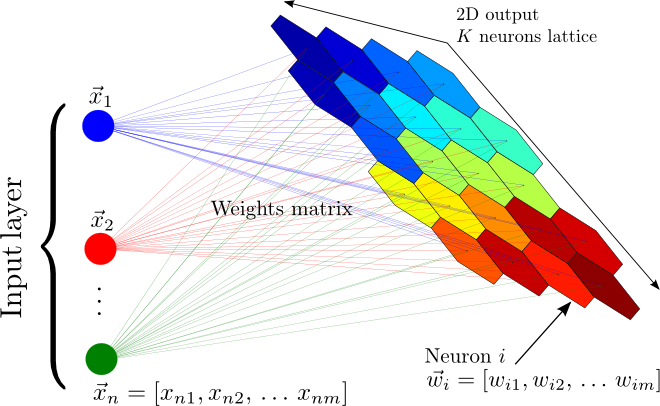 2D output
K neurons lattice
x⃗₁
Input layer
x⃗₂
Weights matrix
⋮
Neuron i
x⃗ₙ = [xₙ₁, xₙ₂, … xₙₘ]
w⃗ᵢ = [wᵢ₁, wᵢ₂, … wᵢₘ]